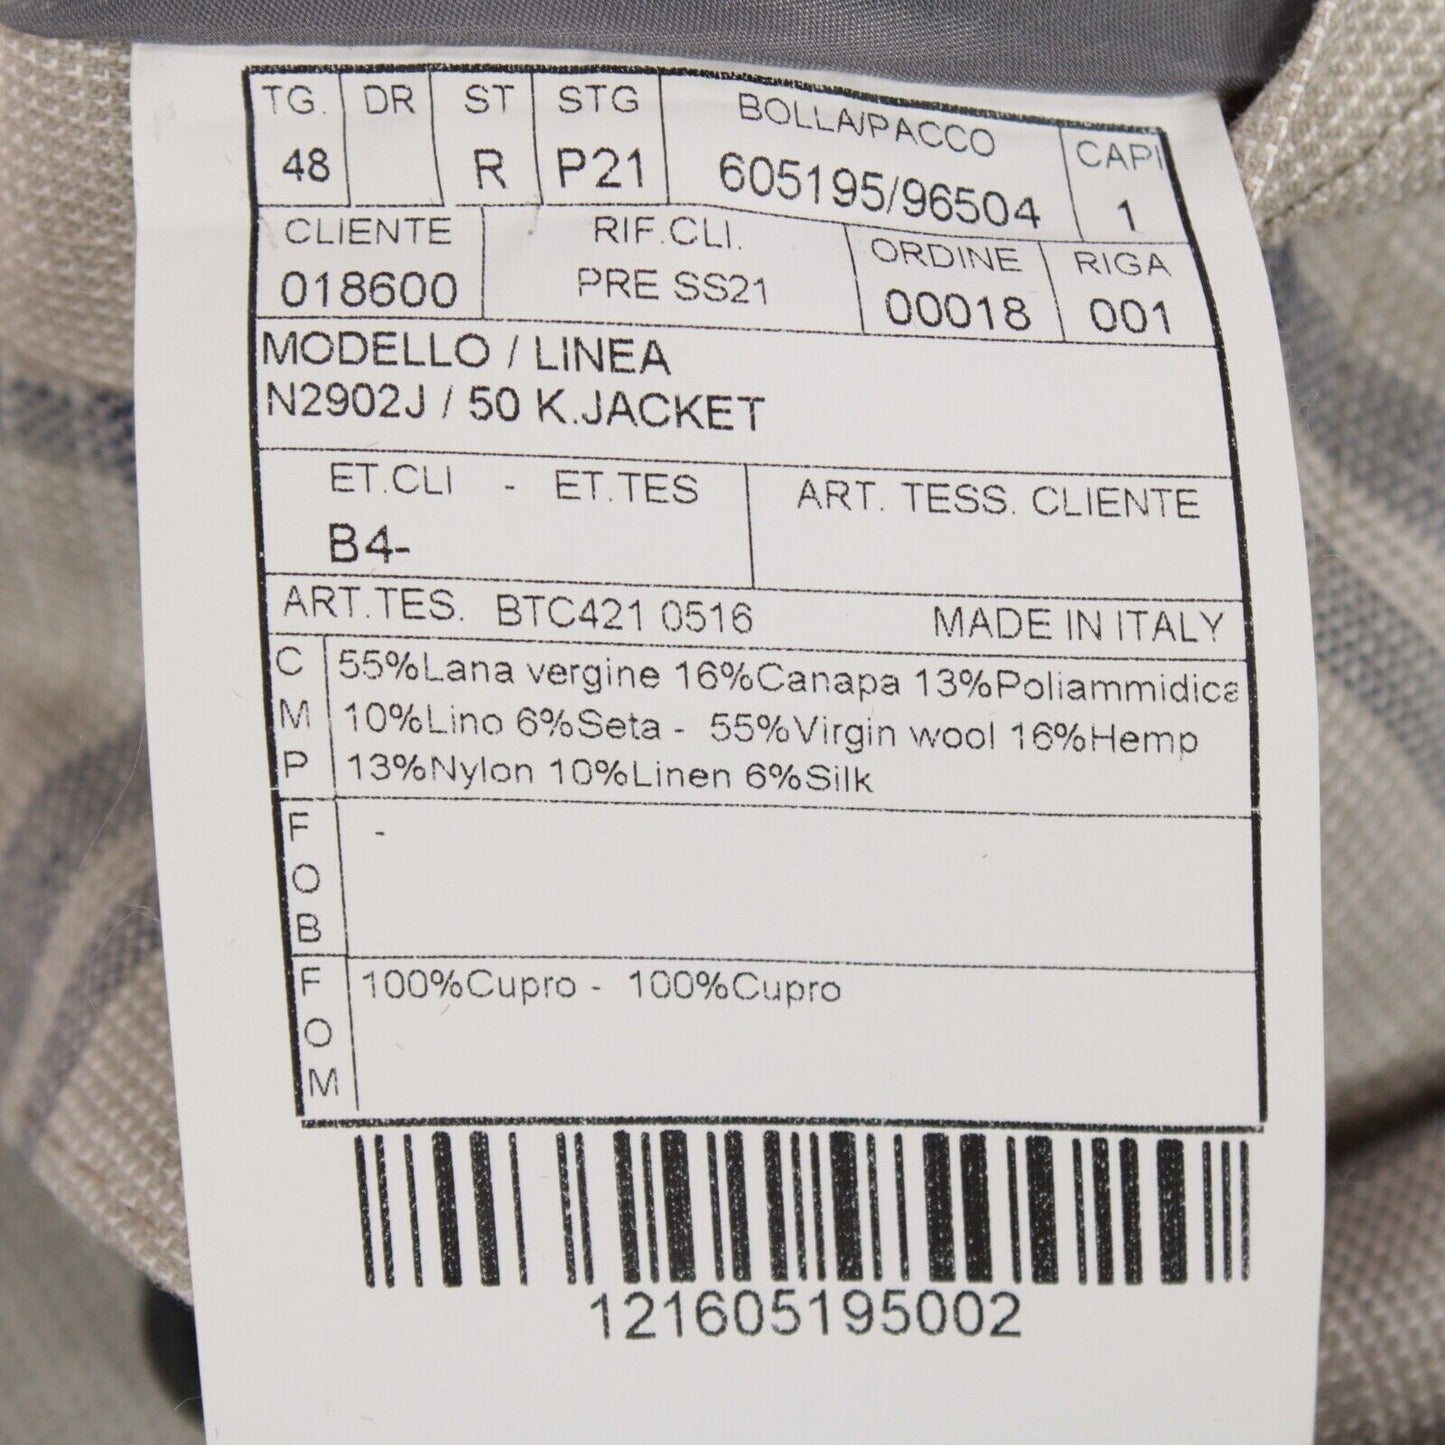 TG. DR ST STG BOLLA/PACCO CAPI
48 R P21 605195/96504 1
CLIENTE RIF.CLI. ORDINE RIGA
018600 PRE SS21 00018 001
MODELLO / LINEA
N2902J / 50 K.JACKET
ET.CLI - ET.TES ART. TESS. CLIENTE
B4-
ART.TES. BTC421 0516 MADE IN ITALY
C 55%Lana vergine 16%Canapa 13%Poliammidica
M 10%Lino 6%Seta - 55%Virgin wool 16%Hemp
P 13%Nylon 10%Linen 6%Silk
F -
O
B
F 100%Cupro - 100%Cupro
O
M
121605195002